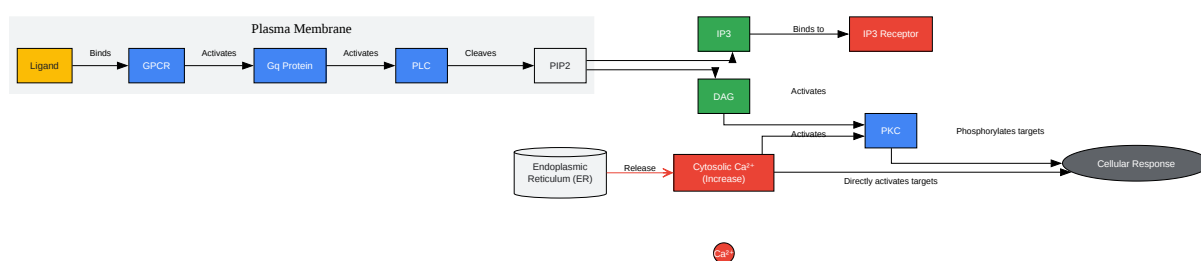 Plasma Membrane
Ligand
Binds
GPCR
Activates
Gq Protein
Activates
PLC
Cleaves
PIP2
IP3
Binds to
IP3 Receptor
DAG
Activates
Activates
PKC
Phosphorylates targets
Endoplasmic
Reticulum (ER)
Release
Cytosolic Ca²⁺
(Increase)
Directly activates targets
Cellular Response
Ca²⁺